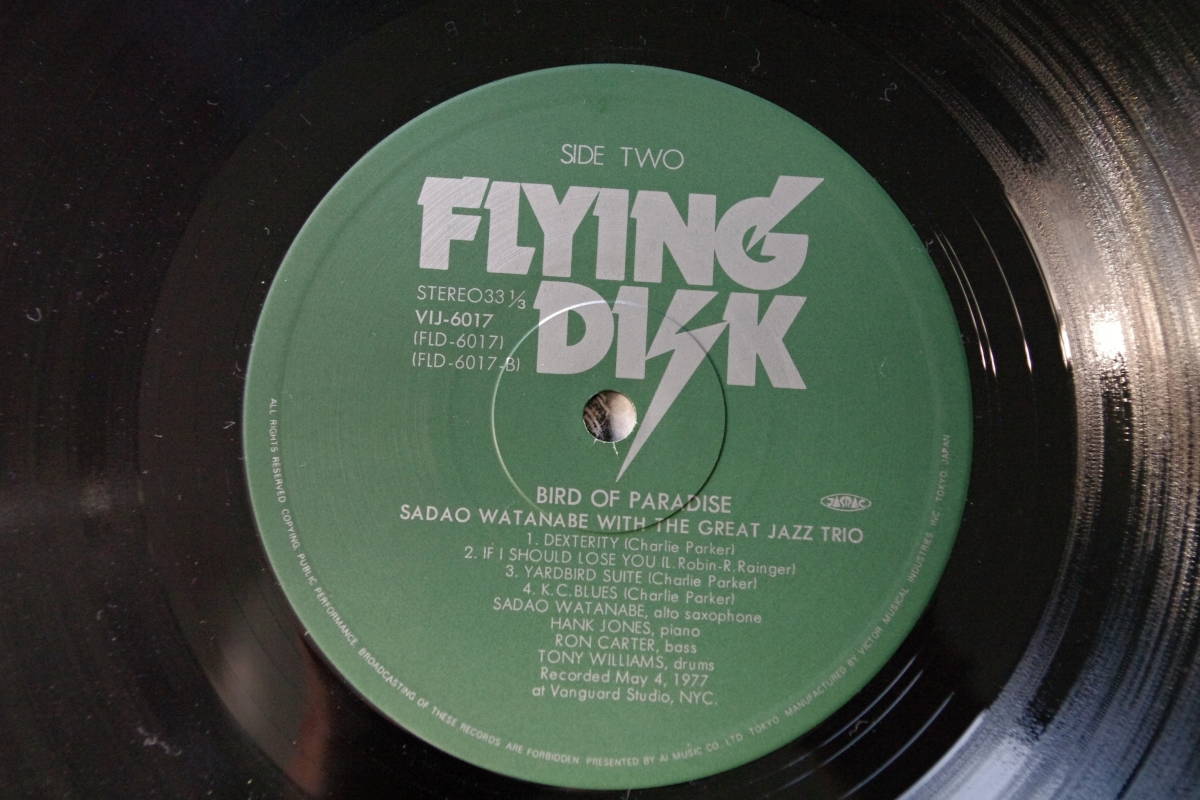 SIDE TWO
FLYING
DISK
STEREO33 1/3
VIJ-6017
(FLD-6017)
(FLD-6017-B)
BIRD OF PARADISE
JASRAC
SADAO WATANABE WITH THE GREAT JAZZ TRIO
1. DEXTERITY (Charlie Parker)
2. IF I SHOULD LOSE YOU (L.Robin-R.Rainger)
3. YARDBIRD SUITE (Charlie Parker)
4. K.C.BLUES (Charlie Parker)
SADAO WATANABE, alto saxophone
HANK JONES, piano
RON CARTER, bass
TONY WILLIAMS, drums
Recorded May 4, 1977
at Vanguard Studio, NYC.
ALL RIGHTS RESERVED COPYING, PUBLIC PERFORMANCE BROADCASTING OF THESE RECORDS ARE FORBIDDEN PRESENTED BY AI MUSIC CO. LTD. TOKYO MANUFACTURED BY VICTOR MUSICAL INDUSTRIES INC TOKYO JAPAN